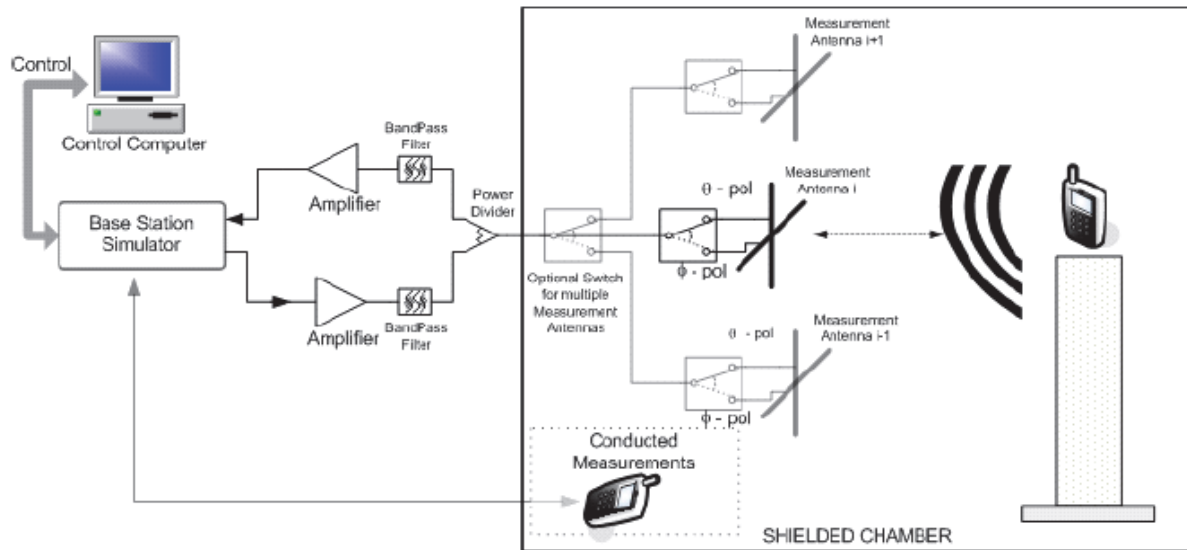 Control
Control Computer
BandPass
Filter
Amplifier
Power
Divider
Base Station
Simulator
Amplifier
BandPass
Filter
Optional Switch
for multiple
Measurement
Antennas
Measurement
Antenna i+1
θ - pol
Measurement
Antenna i
ϕ - pol
θ - pol
Measurement
Antenna i-1
ϕ - pol
Conducted
Measurements
SHIELDED CHAMBER